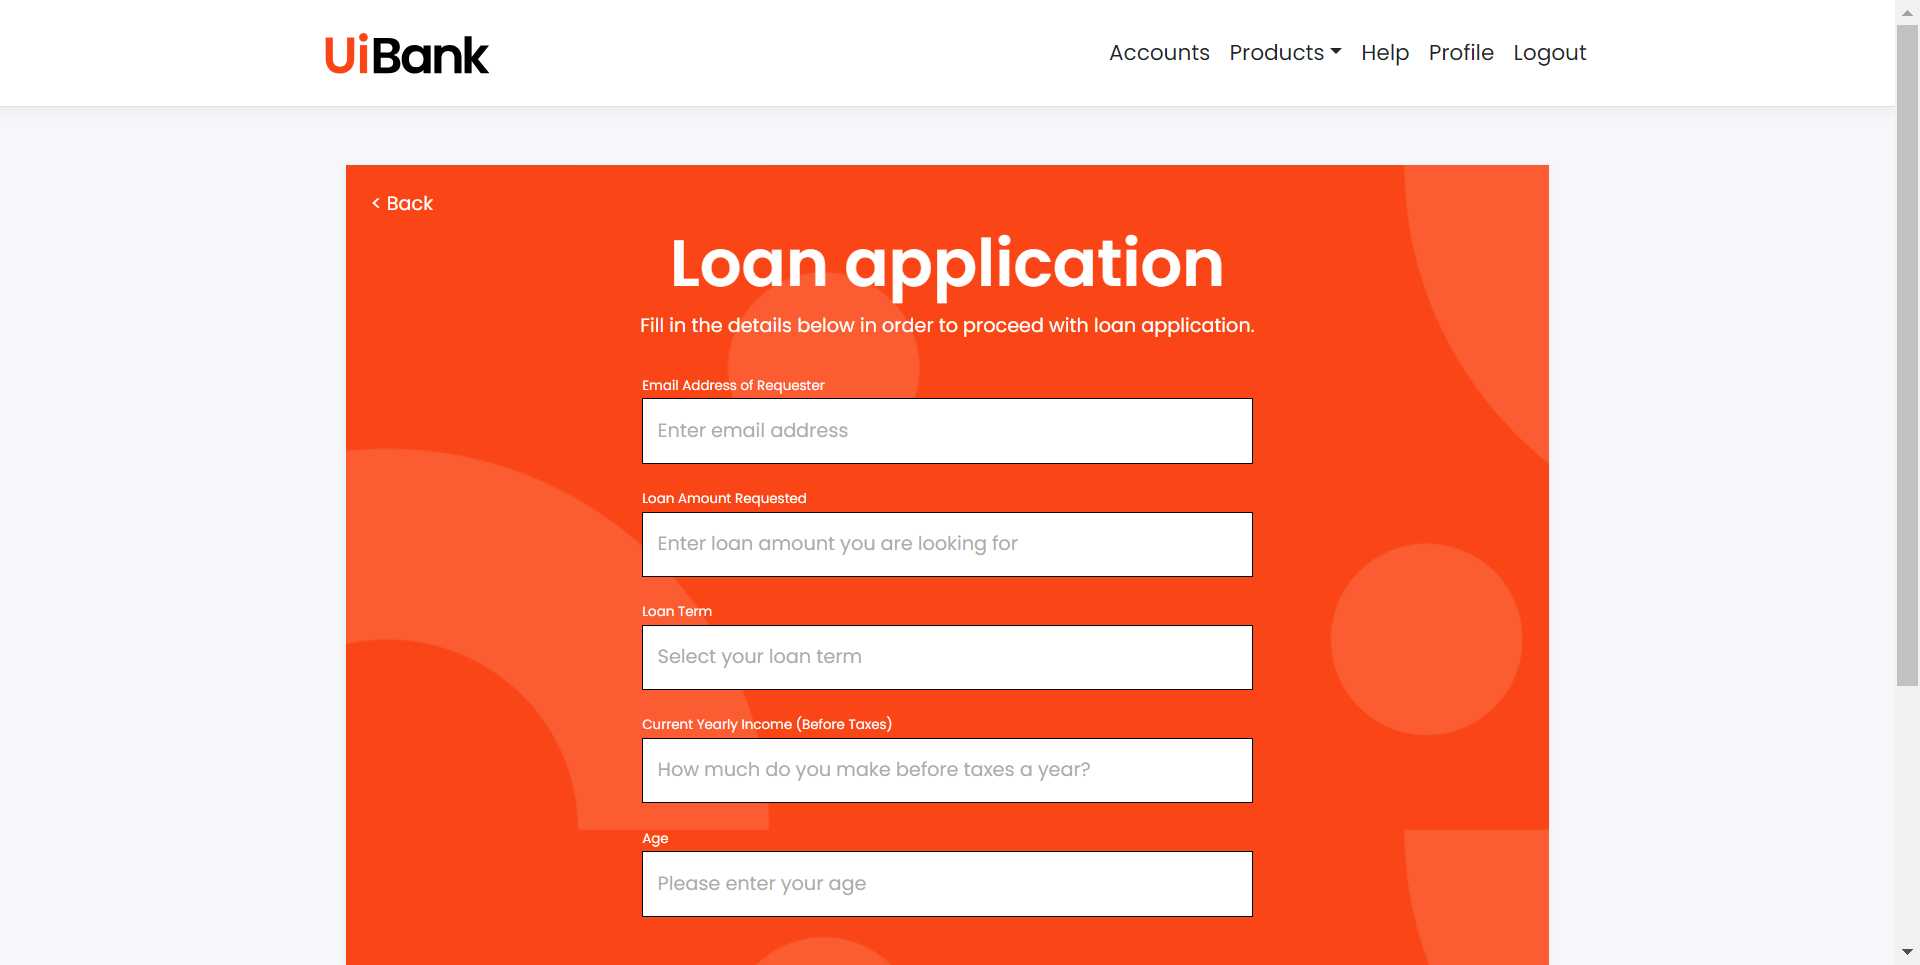 UiBank
Accounts Products Help Profile Logout
< Back
Loan application
Fill in the details below in order to proceed with loan application.
Email Address of Requester
Enter email address
Loan Amount Requested
Enter loan amount you are looking for
Loan Term
Select your loan term
Current Yearly Income (Before Taxes)
How much do you make before taxes a year?
Age
Please enter your age